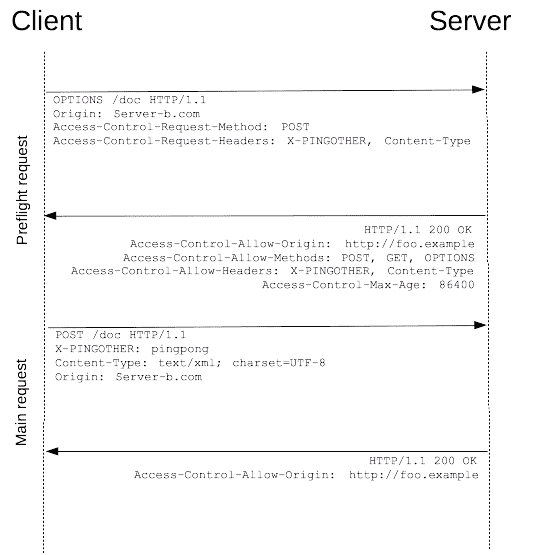 Client
Server
OPTIONS /doc HTTP/1.1
Origin: Server-b.com
Access-Control-Request-Method: POST
Access-Control-Request-Headers: X-PINGOTHER, Content-Type
Preflight request
HTTP/1.1 200 OK
Access-Control-Allow-Origin: http://foo.example
Access-Control-Allow-Methods: POST, GET, OPTIONS
Access-Control-Allow-Headers: X-PINGOTHER, Content-Type
Access-Control-Max-Age: 86400
POST /doc HTTP/1.1
X-PINGOTHER: pingpong
Content-Type: text/xml; charset=UTF-8
Origin: Server-b.com
Main request
HTTP/1.1 200 OK
Access-Control-Allow-Origin: http://foo.example